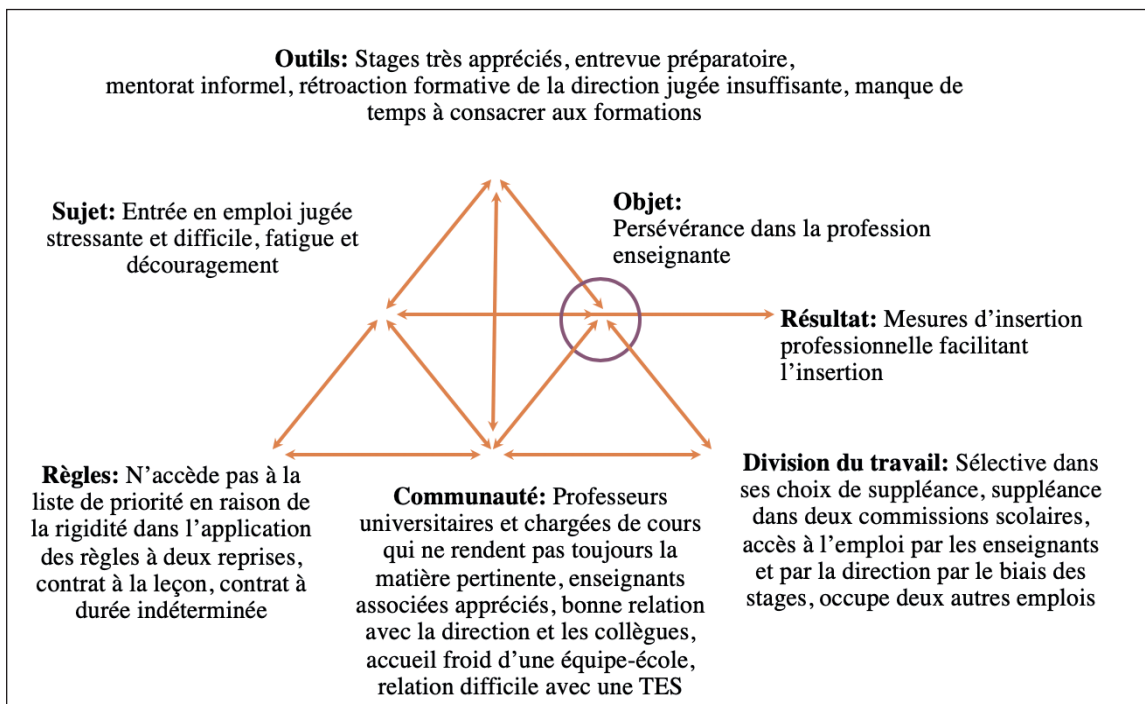 Outils: Stages très appréciés, entrevue préparatoire,
mentorat informel, rétroaction formative de la direction jugée insuffisante, manque de
temps à consacrer aux formations
Sujet: Entrée en emploi jugée
stressante et difficile, fatigue et
découragement
Objet:
Persévérance dans la profession
enseignante
Résultat: Mesures d’insertion
professionnelle facilitant
l’insertion
Règles: N’accède pas à la
liste de priorité en raison de
la rigidité dans l’application
des règles à deux reprises,
contrat à la leçon, contrat à
durée indéterminée
Communauté: Professeurs
universitaires et chargées de cours
qui ne rendent pas toujours la
matière pertinente, enseignants
associées appréciés, bonne relation
avec la direction et les collègues,
accueil froid d’une équipe-école,
relation difficile avec une TES
Division du travail: Sélective dans
ses choix de suppléance, suppléance
dans deux commissions scolaires,
accès à l’emploi par les enseignants
et par la direction par le biais des
stages, occupe deux autres emplois